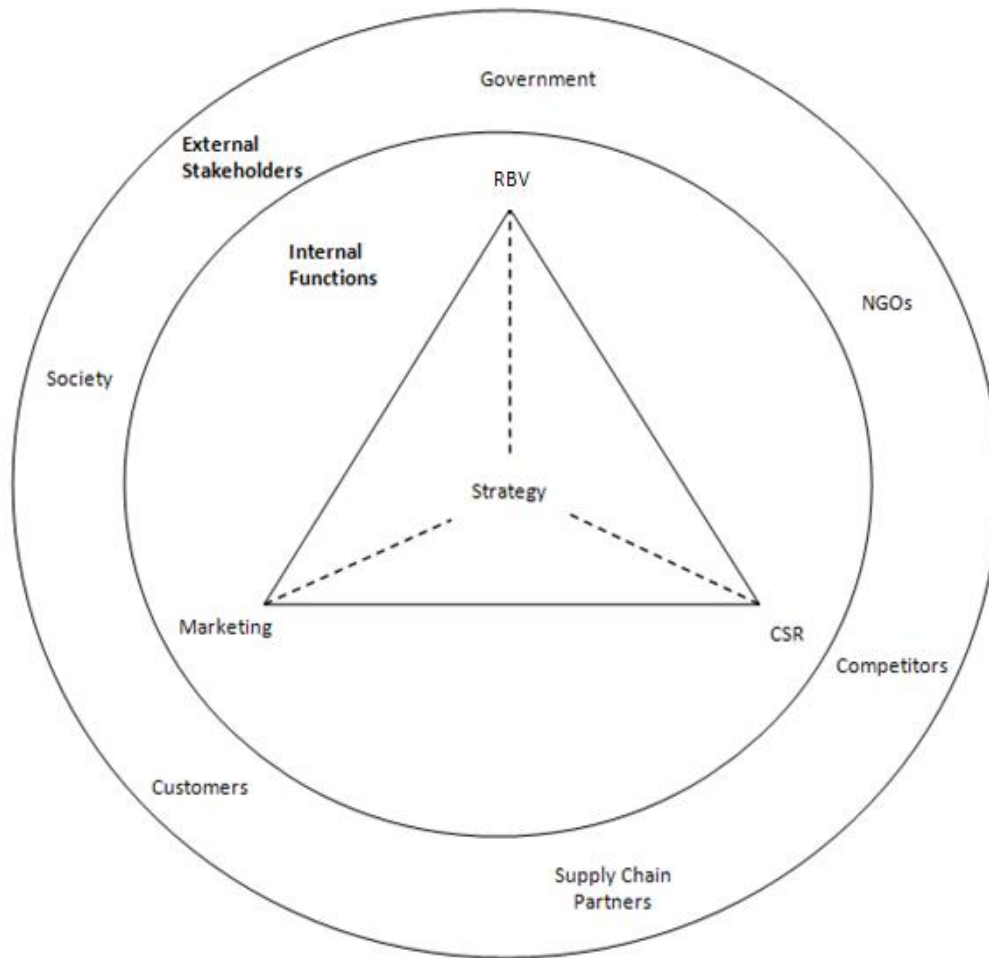 Government
External
Stakeholders
RBV
Internal
Functions
NGOs
Society
Strategy
Marketing
CSR
Competitors
Customers
Supply Chain
Partners